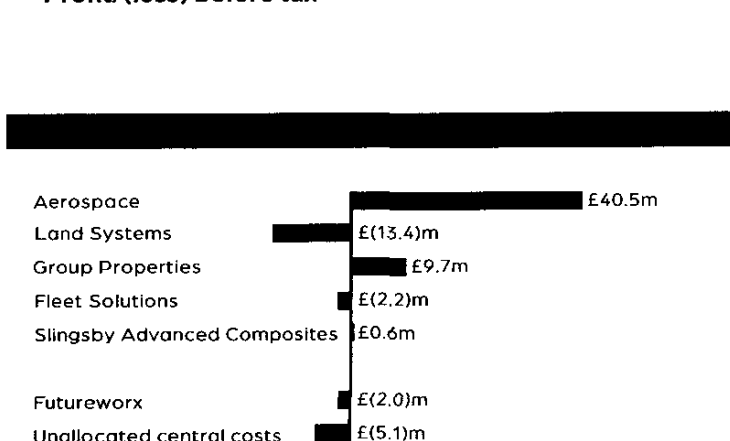 Profit/(loss) before tax
Aerospace £40.5m
Land Systems £(13.4)m
Group Properties £9.7m
Fleet Solutions £(2.2)m
Slingsby Advanced Composites £0.6m
Futureworx £(2.0)m
Unallocated central costs £(5.1)m